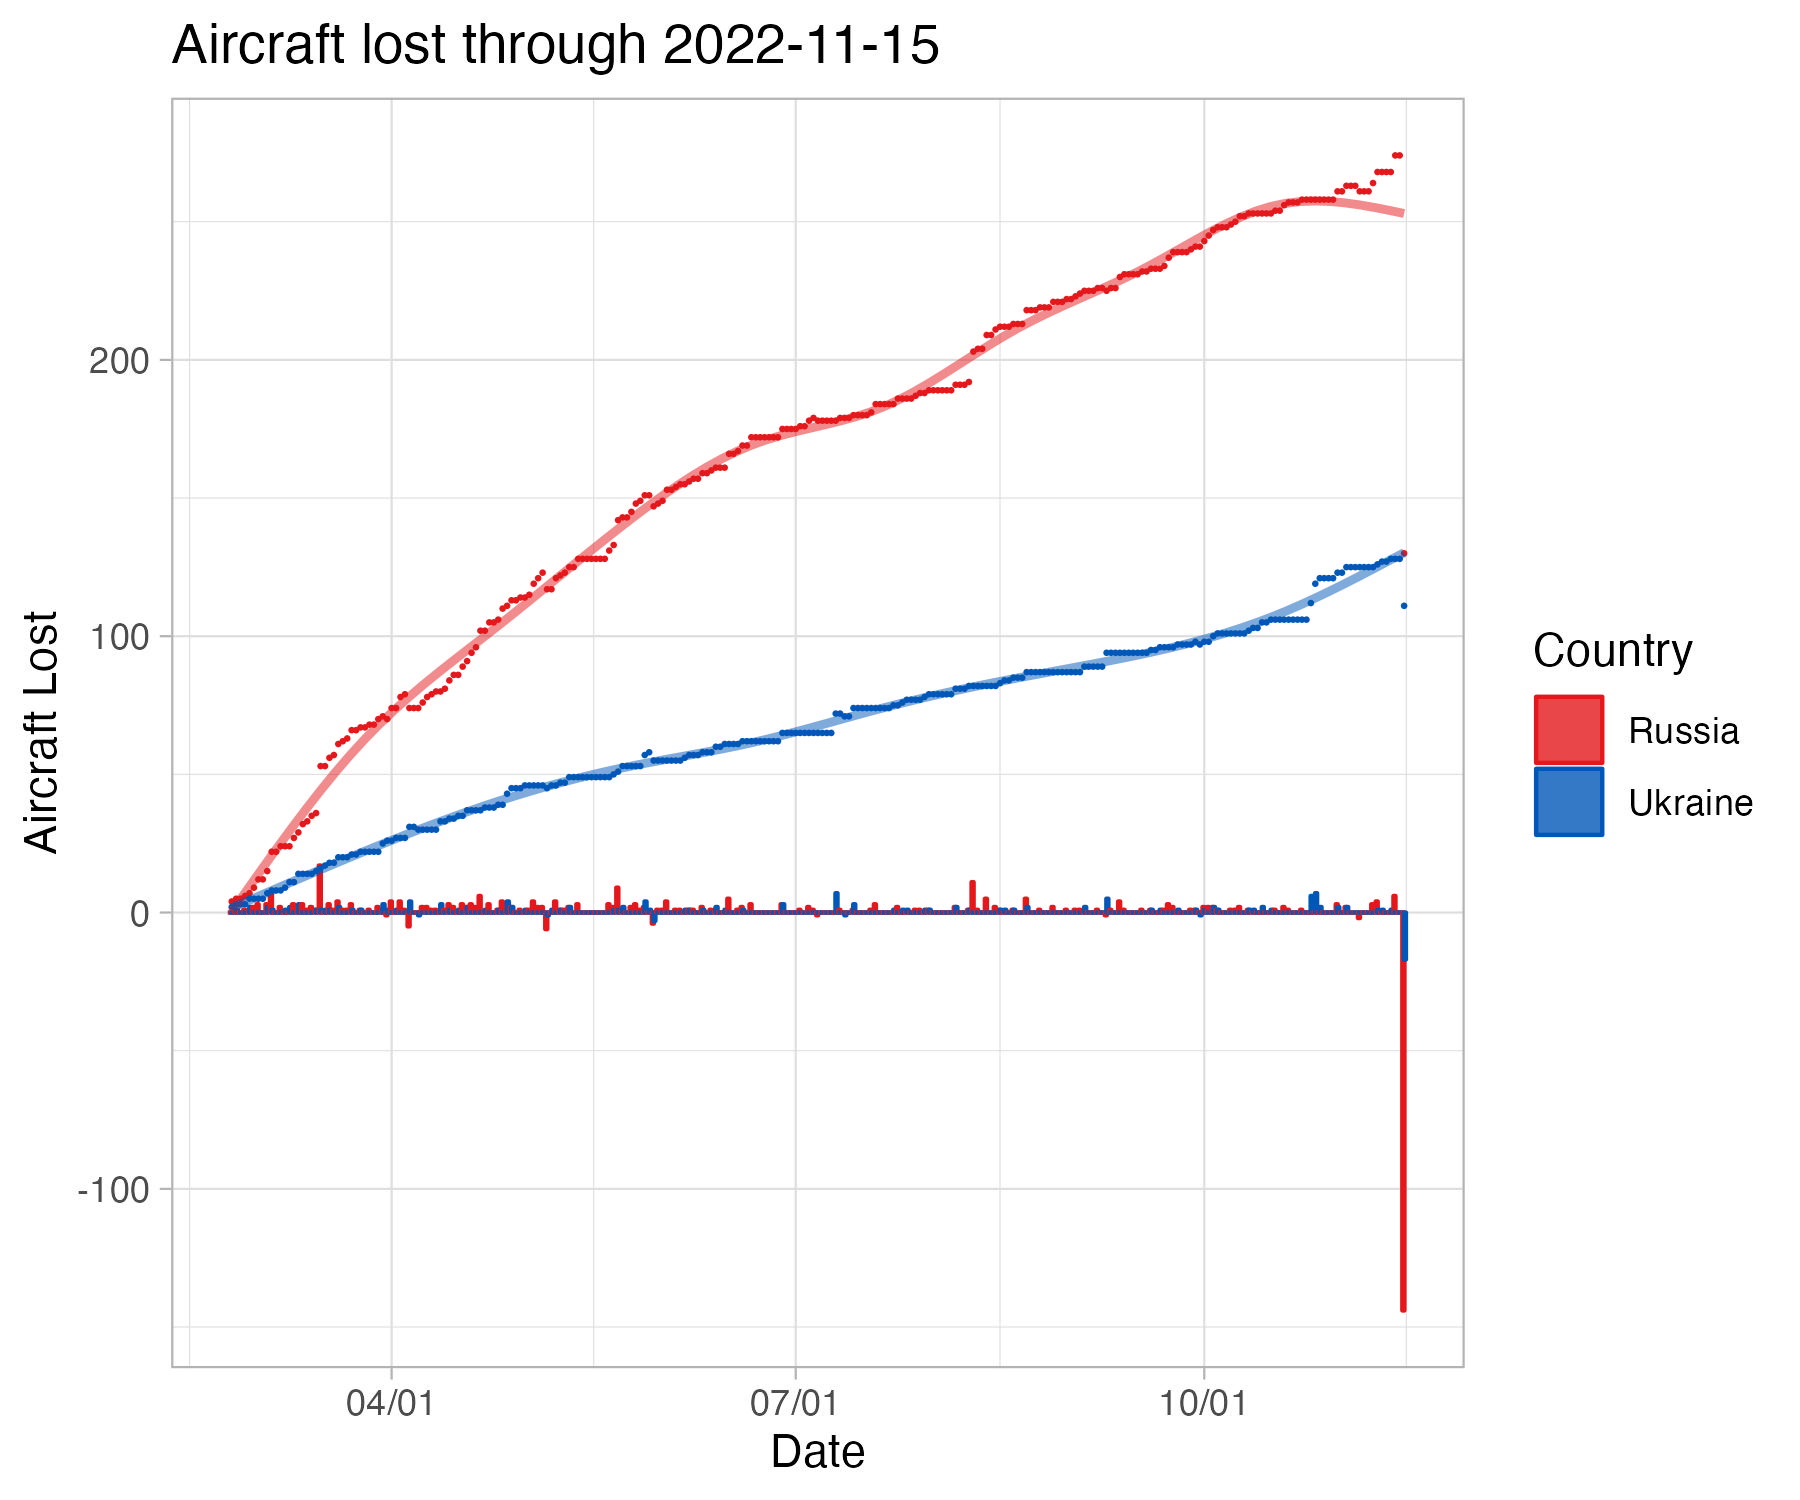 Aircraft lost through 2022-11-15
Aircraft Lost
200
100
0
-100
04/01
07/01
10/01
Date
Country
Russia
Ukraine